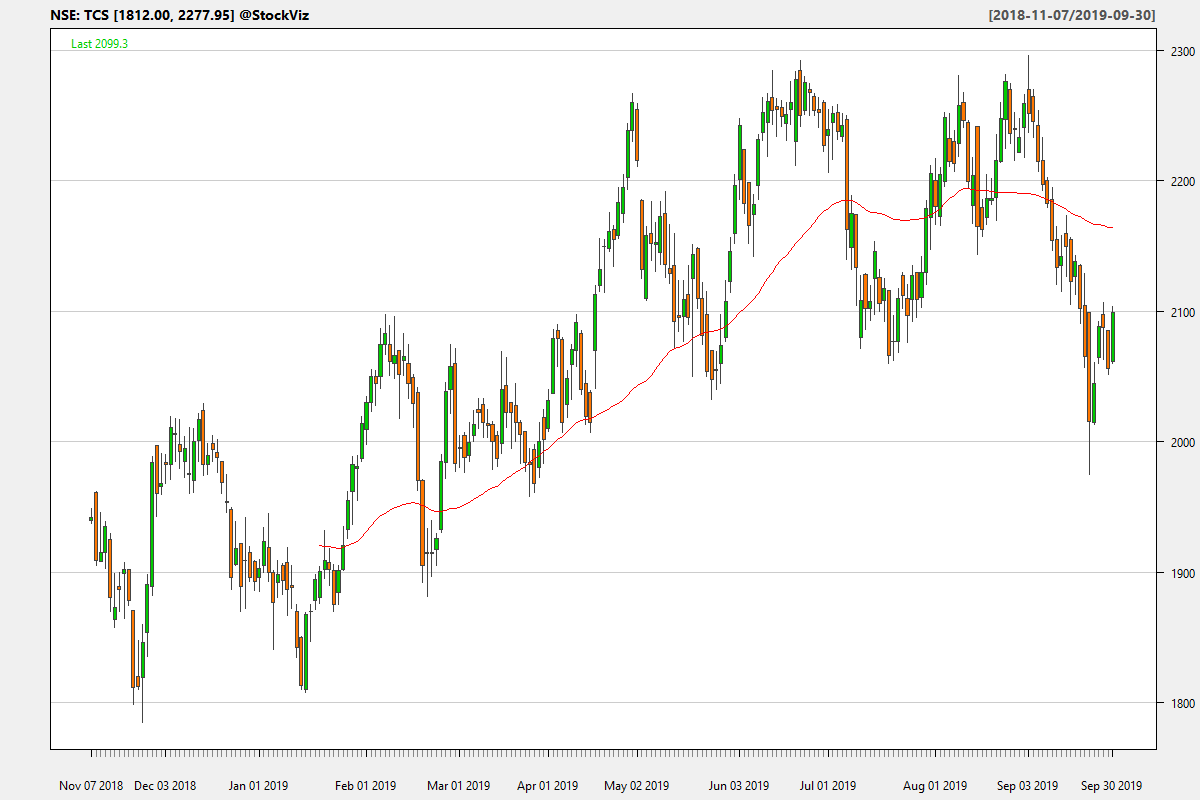 NSE: TCS [1812.00, 2277.95] @StockViz [2018-11-07/2019-09-30]
Last 2099.3
2300
2200
2100
2000
1900
1800
Nov 07 2018 Dec 03 2018 Jan 01 2019 Feb 01 2019 Mar 01 2019 Apr 01 2019 May 02 2019 Jun 03 2019 Jul 01 2019 Aug 01 2019 Sep 03 2019 Sep 30 2019